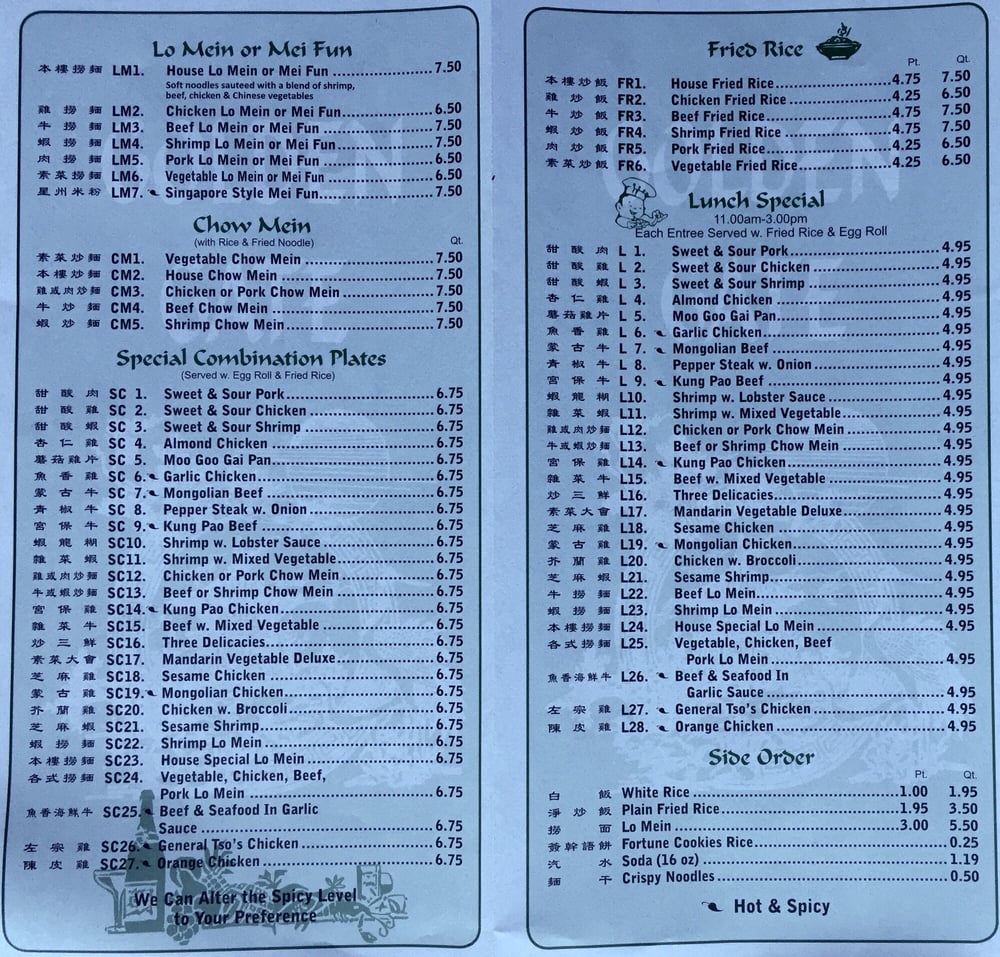 Lo Mein or Mei Fun
本樓撈麵 LM1. House Lo Mein or Mei Fun 7.50
Soft noodles sauteed with a blend of shrimp,
beef, chicken & Chinese vegetables
雞撈麵 LM2. Chicken Lo Mein or Mei Fun 6.50
牛撈麵 LM3. Beef Lo Mein or Mei Fun 7.50
蝦撈麵 LM4. Shrimp Lo Mein or Mei Fun 7.50
肉撈麵 LM5. Pork Lo Mein or Mei Fun 6.50
素菜撈麵 LM6. Vegetable Lo Mein or Mei Fun 6.50
星州米粉 LM7. Singapore Style Mei Fun 7.50
Chow Mein
(with Rice & Fried Noodle)
Qt.
素菜炒麵 CM1. Vegetable Chow Mein 7.50
本樓炒麵 CM2. House Chow Mein 7.50
雞或肉炒麵 CM3. Chicken or Pork Chow Mein 7.50
牛炒麵 CM4. Beef Chow Mein 7.50
蝦炒麵 CM5. Shrimp Chow Mein 7.50
Special Combination Plates
(Served w. Egg Roll & Fried Rice)
甜酸肉 SC 1. Sweet & Sour Pork 6.75
甜酸雞 SC 2. Sweet & Sour Chicken 6.75
甜酸蝦 SC 3. Sweet & Sour Shrimp 6.75
杏仁雞 SC 4. Almond Chicken 6.75
蘑菇雞片 SC 5. Moo Goo Gai Pan 6.75
魚香雞 SC 6. Garlic Chicken 6.75
蒙古牛 SC 7. Mongolian Beef 6.75
青椒牛 SC 8. Pepper Steak w. Onion 6.75
宮保牛 SC 9. Kung Pao Beef 6.75
蝦龍糊 SC10. Shrimp w. Lobster Sauce 6.75
雜菜蝦 SC11. Shrimp w. Mixed Vegetable 6.75
雞或肉炒麵 SC12. Chicken or Pork Chow Mein 6.75
牛或蝦炒麵 SC13. Beef or Shrimp Chow Mein 6.75
宮保雞 SC14. Kung Pao Chicken 6.75
雜菜牛 SC15. Beef w. Mixed Vegetable 6.75
炒三鮮 SC16. Three Delicacies 6.75
素菜大會 SC17. Mandarin Vegetable Deluxe 6.75
芝麻雞 SC18. Sesame Chicken 6.75
蒙古雞 SC19. Mongolian Chicken 6.75
芥蘭雞 SC20. Chicken w. Broccoli 6.75
芝麻蝦 SC21. Sesame Shrimp 6.75
蝦撈麵 SC22. Shrimp Lo Mein 6.75
本樓撈麵 SC23. House Special Lo Mein 6.75
各式撈麵 SC24. Vegetable, Chicken, Beef,
Pork Lo Mein 6.75
魚香海鮮牛 SC25. Beef & Seafood In Garlic
Sauce 6.75
左宗雞 SC26. General Tso's Chicken 6.75
陳皮雞 SC27. Orange Chicken 6.75
We Can Alter the Spicy Level
to Your Preference
Fried Rice
Pt. Qt.
本樓炒飯 FR1. House Fried Rice 4.75 7.50
雞炒飯 FR2. Chicken Fried Rice 4.25 6.50
牛炒飯 FR3. Beef Fried Rice 4.75 7.50
蝦炒飯 FR4. Shrimp Fried Rice 4.75 7.50
肉炒飯 FR5. Pork Fried Rice 4.25 6.50
素菜炒飯 FR6. Vegetable Fried Rice 4.25 6.50
Lunch Special
11.00am-3.00pm
Each Entree Served w. Fried Rice & Egg Roll
甜酸肉 L 1. Sweet & Sour Pork 4.95
甜酸雞 L 2. Sweet & Sour Chicken 4.95
甜酸蝦 L 3. Sweet & Sour Shrimp 4.95
杏仁雞 L 4. Almond Chicken 4.95
蘑菇雞片 L 5. Moo Goo Gai Pan 4.95
魚香雞 L 6. Garlic Chicken 4.95
蒙古牛 L 7. Mongolian Beef 4.95
青椒牛 L 8. Pepper Steak w. Onion 4.95
宮保牛 L 9. Kung Pao Beef 4.95
蝦龍糊 L10. Shrimp w. Lobster Sauce 4.95
雜菜蝦 L11. Shrimp w. Mixed Vegetable 4.95
雞或肉炒麵 L12. Chicken or Pork Chow Mein 4.95
牛或蝦炒麵 L13. Beef or Shrimp Chow Mein 4.95
宮保雞 L14. Kung Pao Chicken 4.95
雜菜牛 L15. Beef w. Mixed Vegetable 4.95
炒三鮮 L16. Three Delicacies 4.95
素菜大會 L17. Mandarin Vegetable Deluxe 4.95
芝麻雞 L18. Sesame Chicken 4.95
蒙古雞 L19. Mongolian Chicken 4.95
芥蘭雞 L20. Chicken w. Broccoli 4.95
芝麻蝦 L21. Sesame Shrimp 4.95
牛撈麵 L22. Beef Lo Mein 4.95
蝦撈麵 L23. Shrimp Lo Mein 4.95
本樓撈麵 L24. House Special Lo Mein 4.95
各式撈麵 L25. Vegetable, Chicken, Beef
Pork Lo Mein 4.95
魚香海鮮牛 L26. Beef & Seafood In
Garlic Sauce 4.95
左宗雞 L27. General Tso's Chicken 4.95
陳皮雞 L28. Orange Chicken 4.95
Side Order
Pt. Qt.
白飯 White Rice 1.00 1.95
淨炒飯 Plain Fried Rice 1.95 3.50
撈面 Lo Mein 3.00 5.50
簽幹語餅 Fortune Cookies Rice 0.25
汽水 Soda (16 oz) 1.19
麵干 Crispy Noodles 0.50
Hot & Spicy
GOLDEN
CAFE